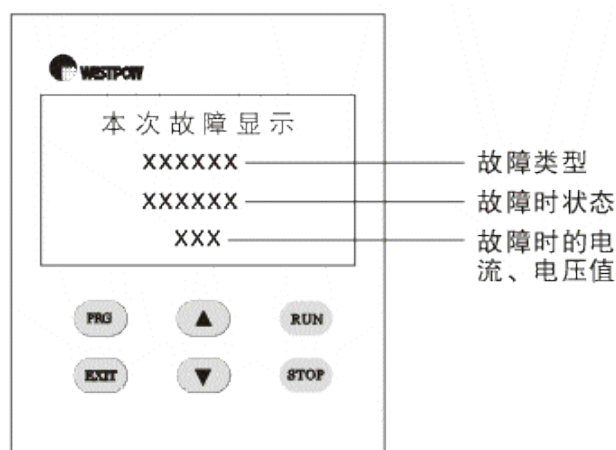 WESTPOW
本次故障显示
XXXXXX
故障类型
XXXXXX
故障时状态
XXX
故障时的电
流、电压值
PRG
▲
RUN
EXIT
▼
STOP